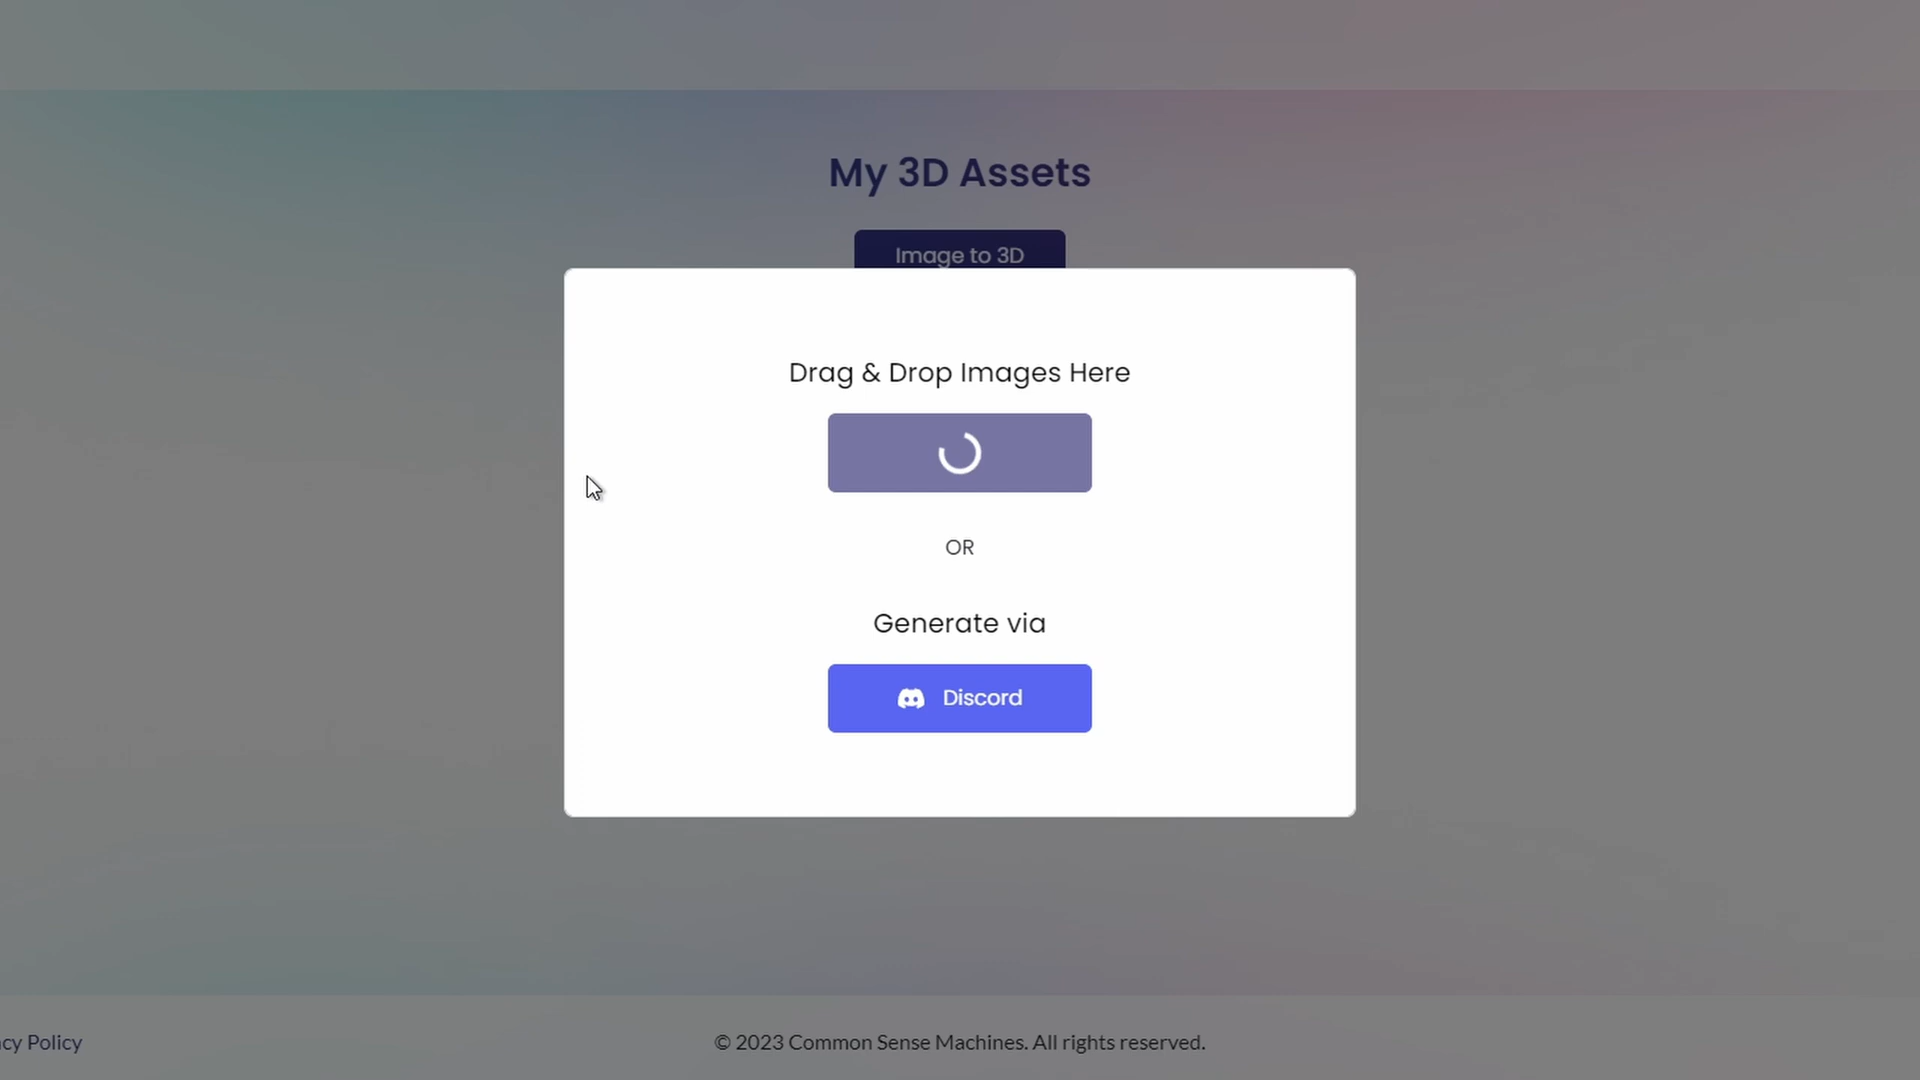 My 3D Assets
Image to 3D
Drag & Drop Images Here
OR
Generate via
Discord
cy Policy
© 2023 Common Sense Machines. All rights reserved.